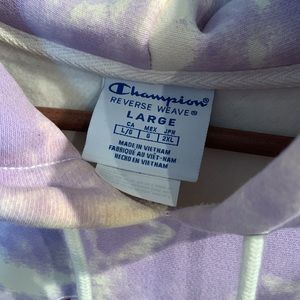 Champion
REVERSE WEAVE®
LARGE
CA MEX JPN
L/G G 2XL
MADE IN VIETNAM
FABRIQUÉ AU VIET-NAM
HECHO EN VIETNAM